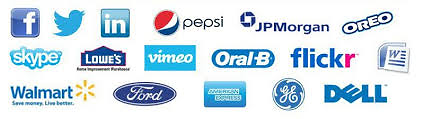 f
in
pepsi
JPMorgan
OREO
skype
LOWE'S
Home Improvement Warehouse
vimeo
Oral-B
flickr
W
Walmart
Save money. Live better.
Ford
AMERICAN EXPRESS
GE
DELL